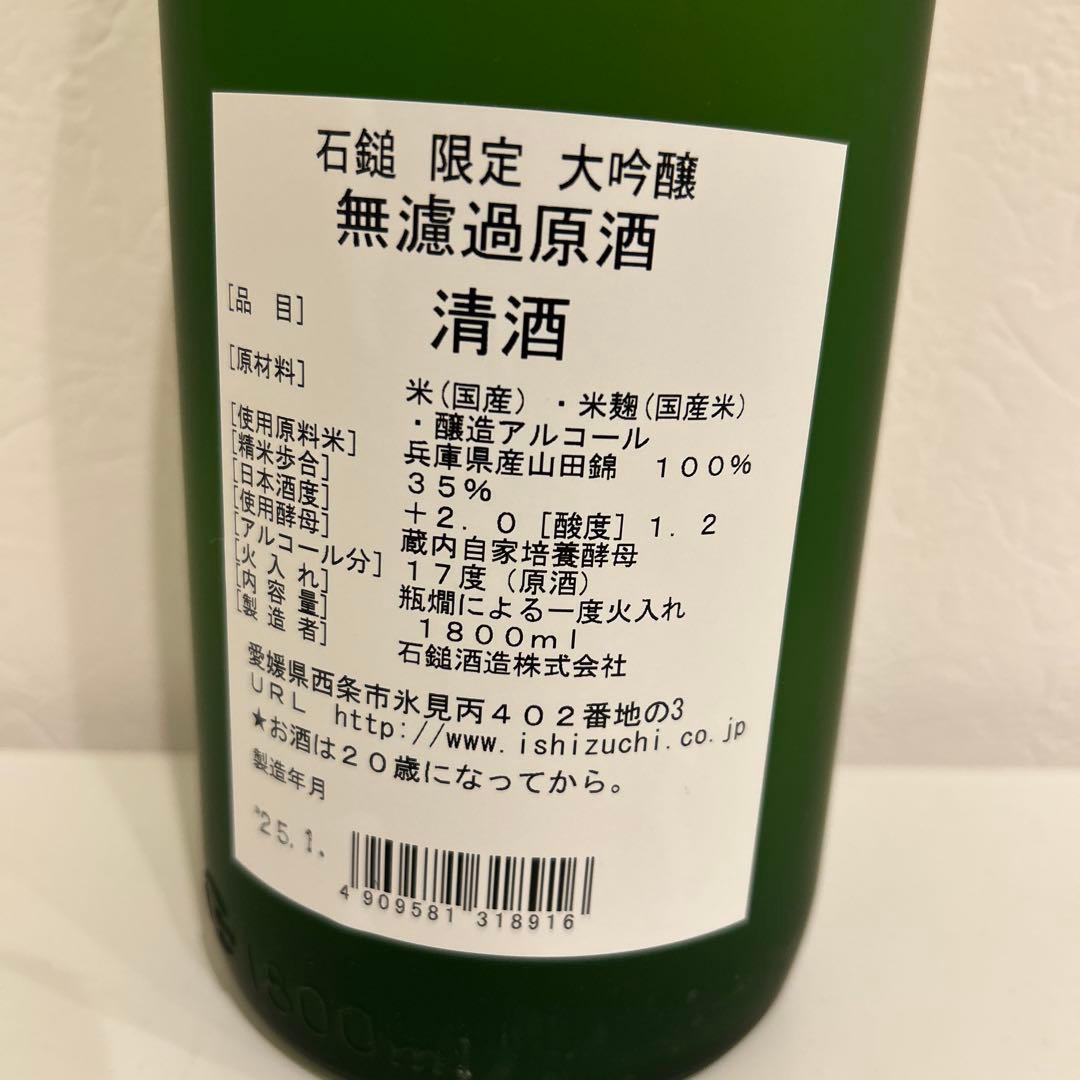 石鎚 限定 大吟醸
無濾過原酒
[品 目] 清酒
[原材料] 米(国産)・米麹(国産米)
・醸造アルコール
[使用原料米] 兵庫県産山田錦 100%
[精米歩合] 35%
[日本酒度] +2.0 [酸度] 1.2
[使用酵母] 蔵内自家培養酵母
[アルコール分] 17度(原酒)
[火入れ] 瓶燗による一度火入れ
[内容量] 1800ml
[製造者] 石鎚酒造株式会社
愛媛県西条市氷見丙402番地の3
URL http://www.ishizuchi.co.jp
★お酒は20歳になってから。
製造年月
'25.1.
4 909581 318916
1800ml